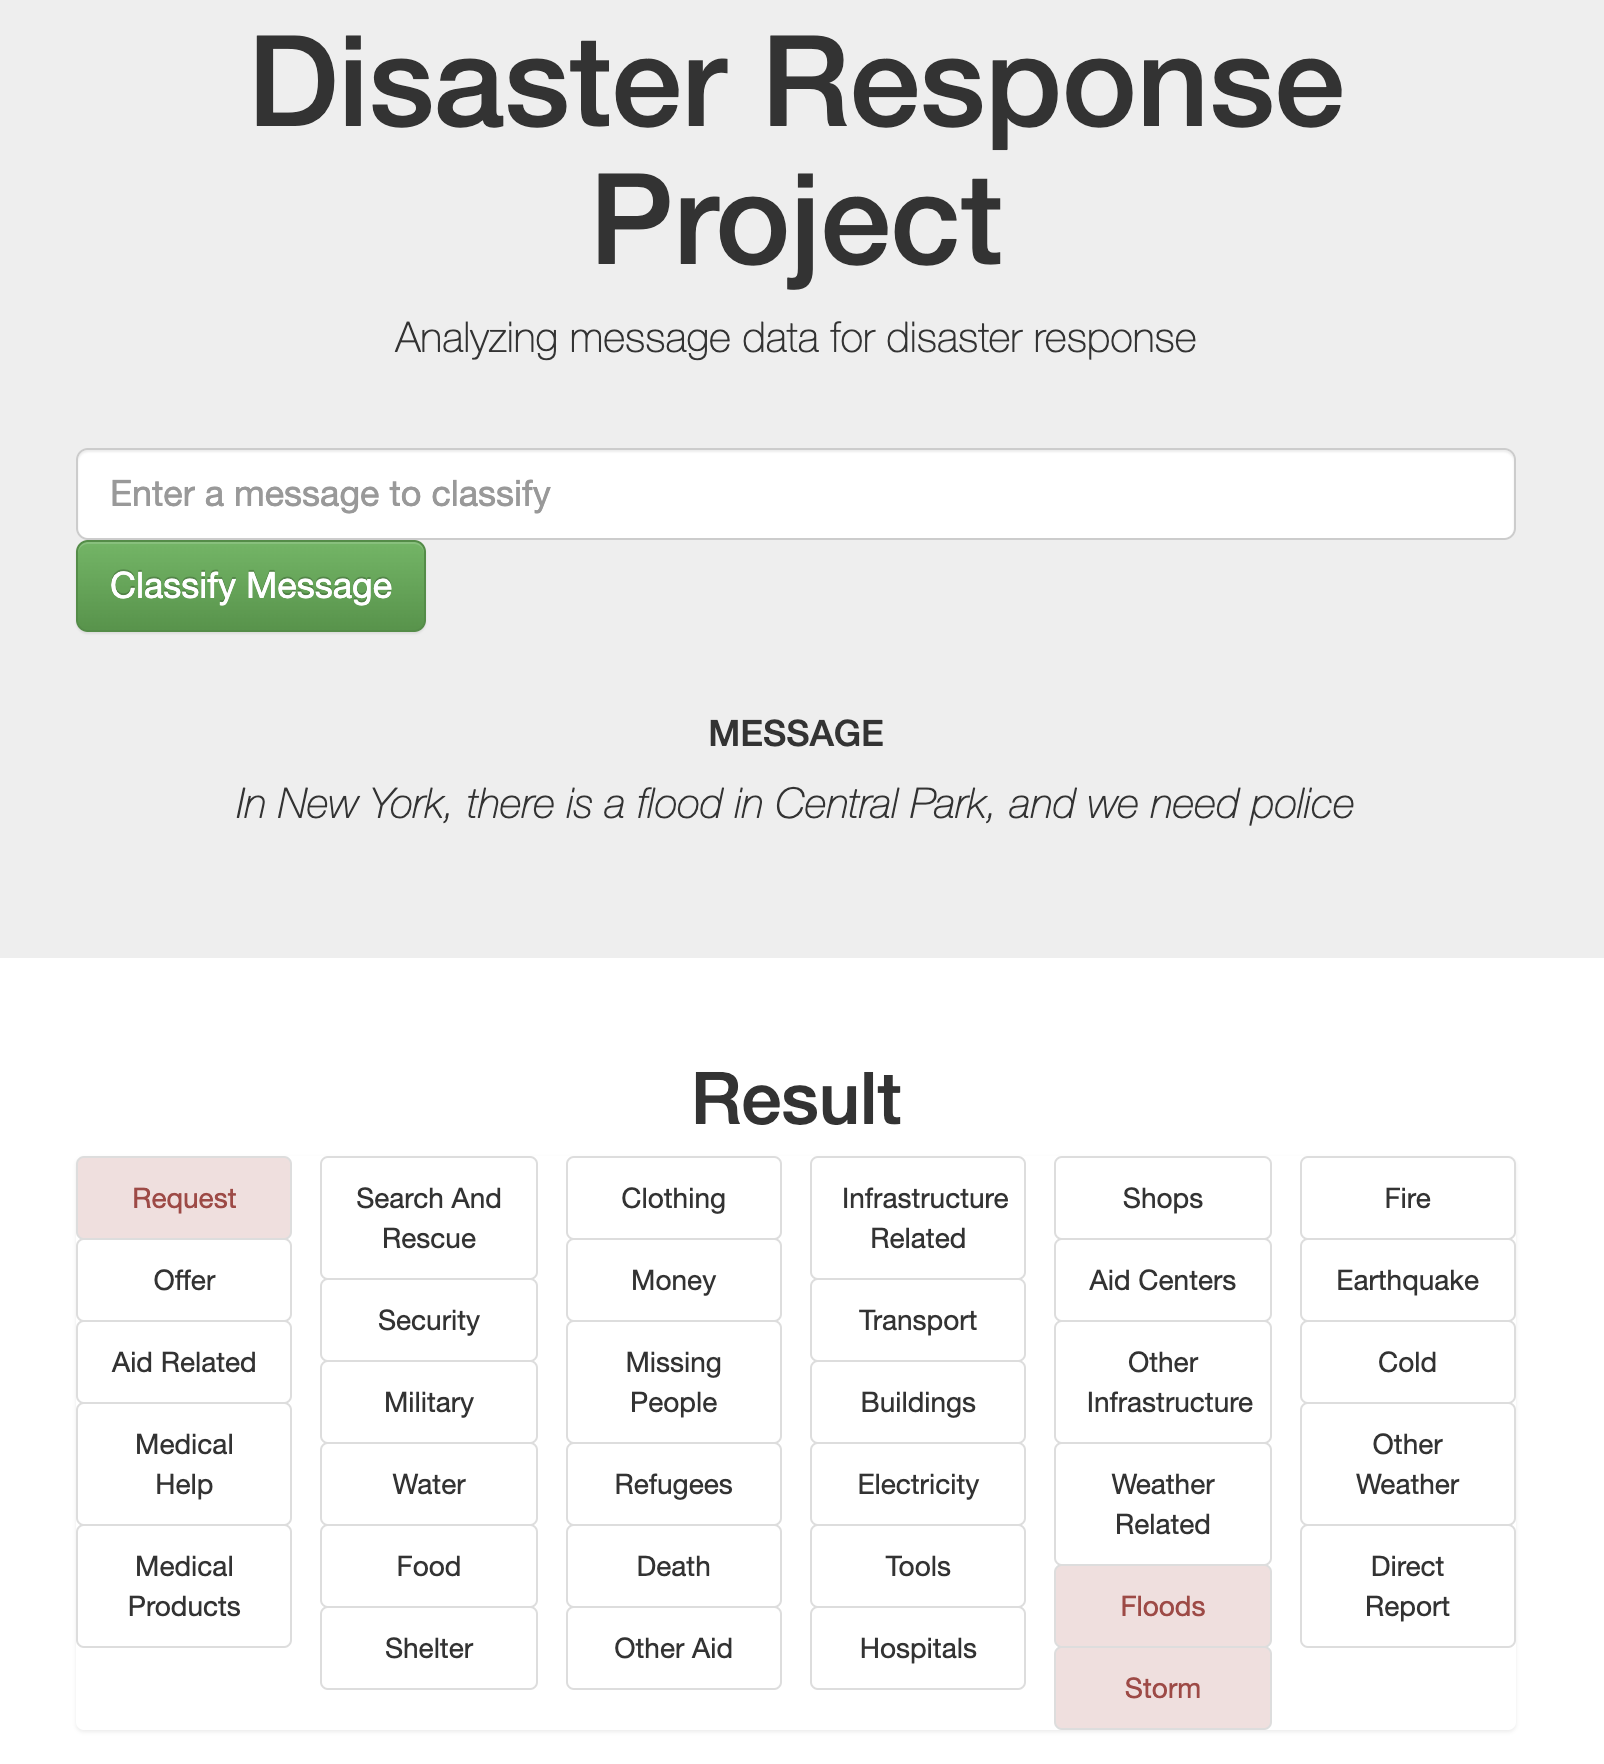 Disaster Response
Project
Analyzing message data for disaster response
Enter a message to classify
Classify Message
MESSAGE
In New York, there is a flood in Central Park, and we need police
Result
Request
Offer
Aid Related
Medical
Help
Medical
Products
Search And
Rescue
Security
Military
Water
Food
Shelter
Clothing
Money
Missing
People
Refugees
Death
Other Aid
Infrastructure
Related
Transport
Buildings
Electricity
Tools
Hospitals
Shops
Aid Centers
Other
Infrastructure
Weather
Related
Floods
Storm
Fire
Earthquake
Cold
Other
Weather
Direct
Report